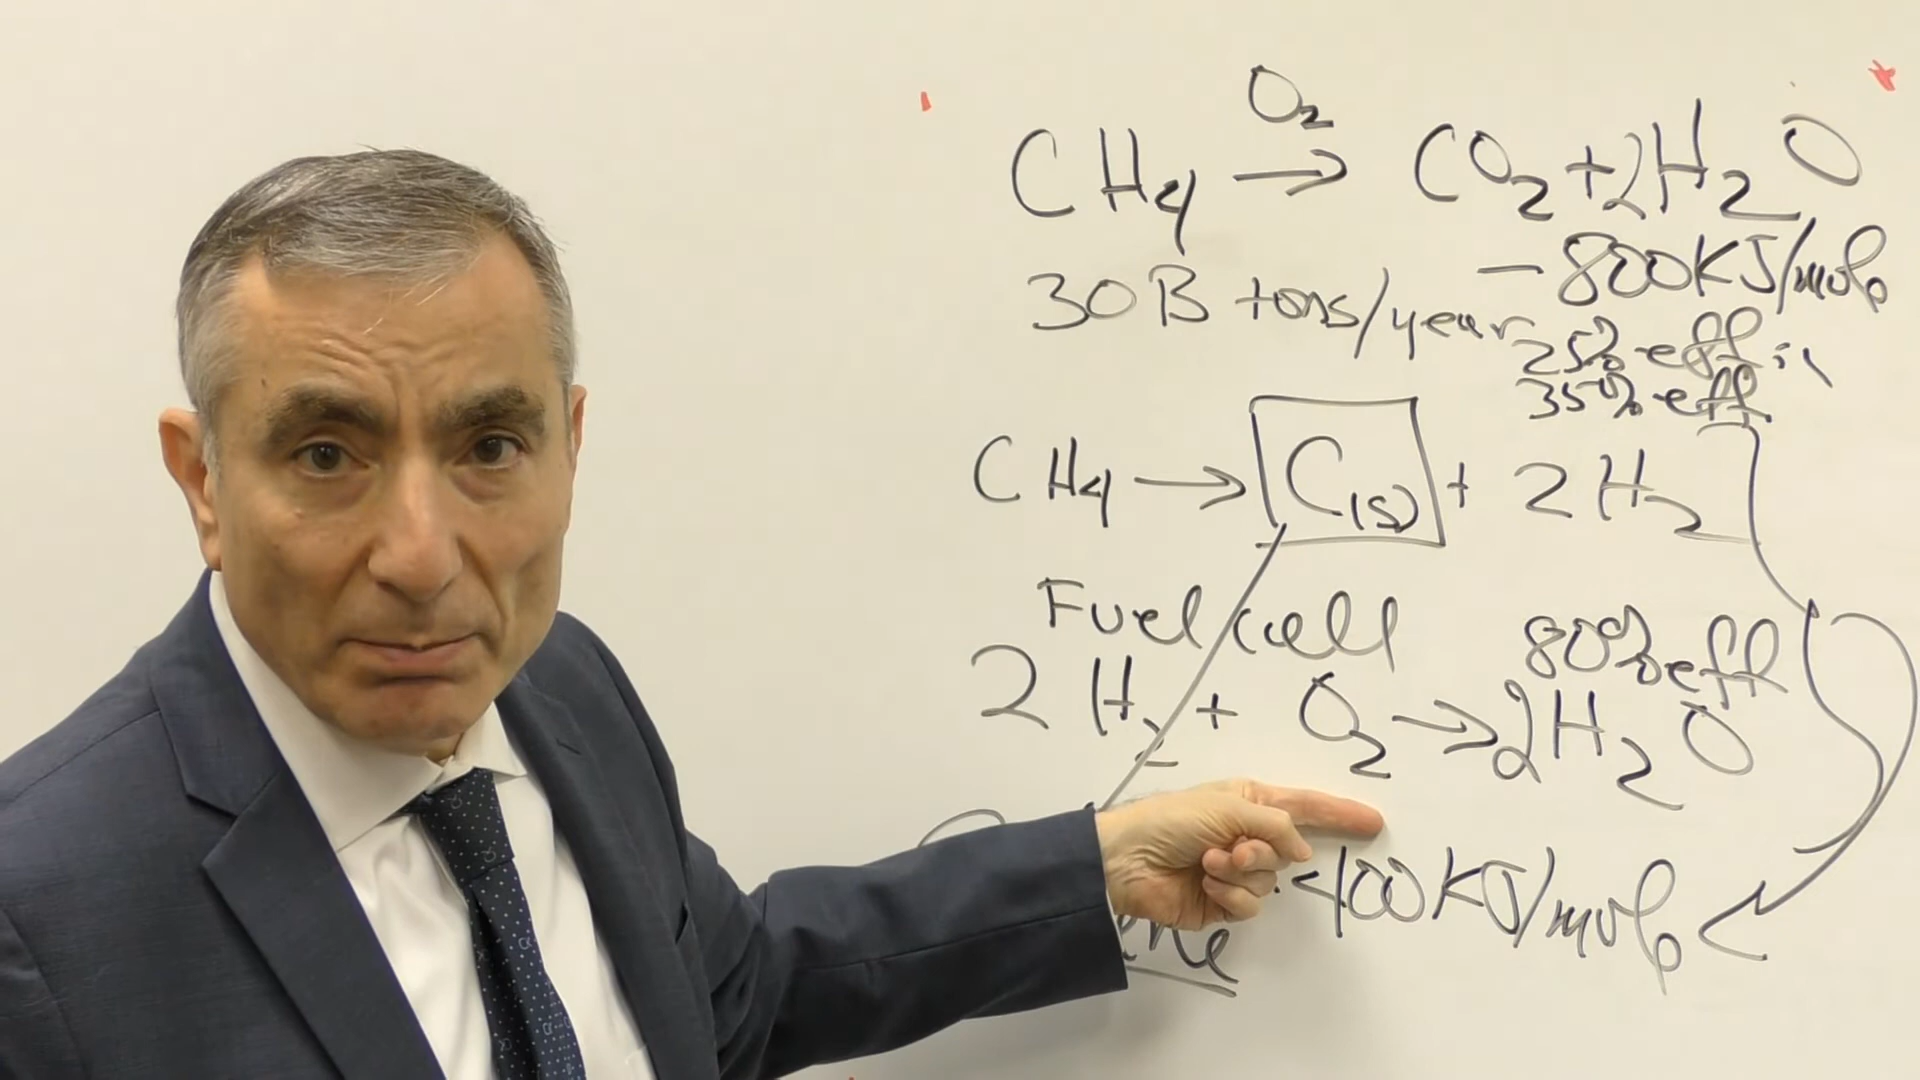 O₂
CH₄ → CO₂ + 2H₂O
-800KJ/mole
30 B tons/year
25% eff
35% eff
CH₄ → C(s) + 2H₂
Fuel cell
80% eff
2H₂ + O₂ → 2H₂O
400KJ/mole